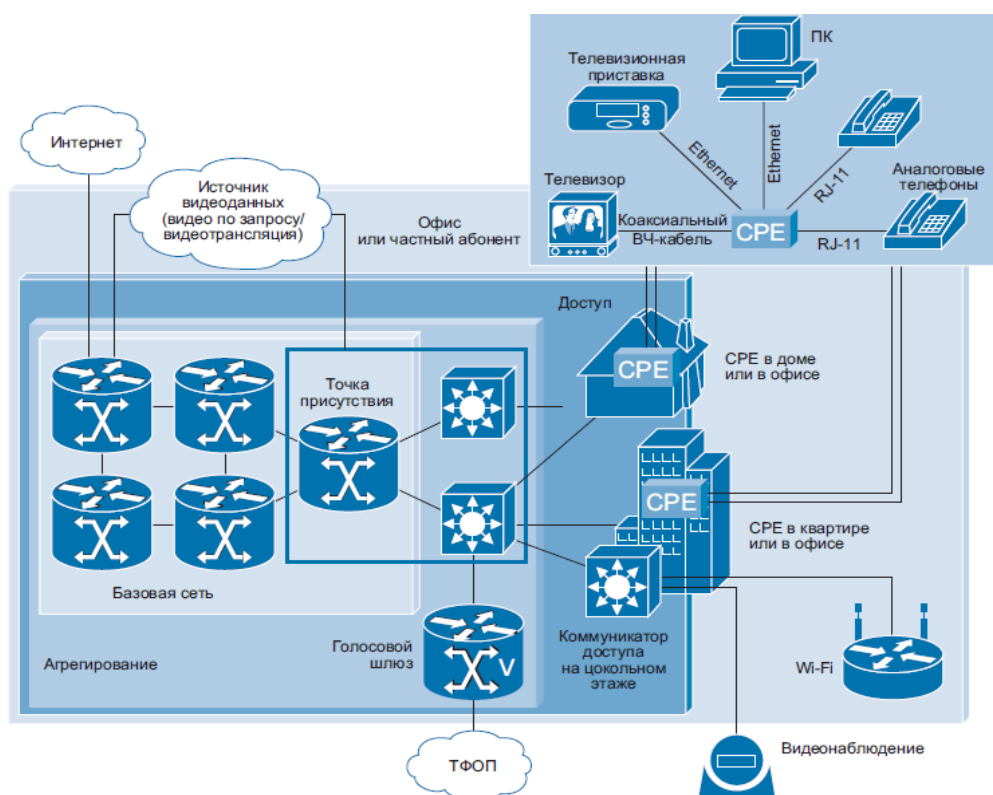 ПК
Телевизионная
приставка
Ethernet
Ethernet
RJ-11
Аналоговые
телефоны
Телевизор
Коаксиальный
ВЧ-кабель
CPE
RJ-11
Интернет
Источник
видеоданных
(видео по запросу/
видеотрансляция)
Офис
или частный абонент
Доступ
CPE
CPE в доме
или в офисе
Точка
присутствия
CPE
CPE в квартире
или в офисе
Базовая сеть
Агрегирование
Голосовой
шлюз
V
Коммуникатор
доступа
на цокольном
этаже
Wi-Fi
ТФОП
Видеонаблюдение